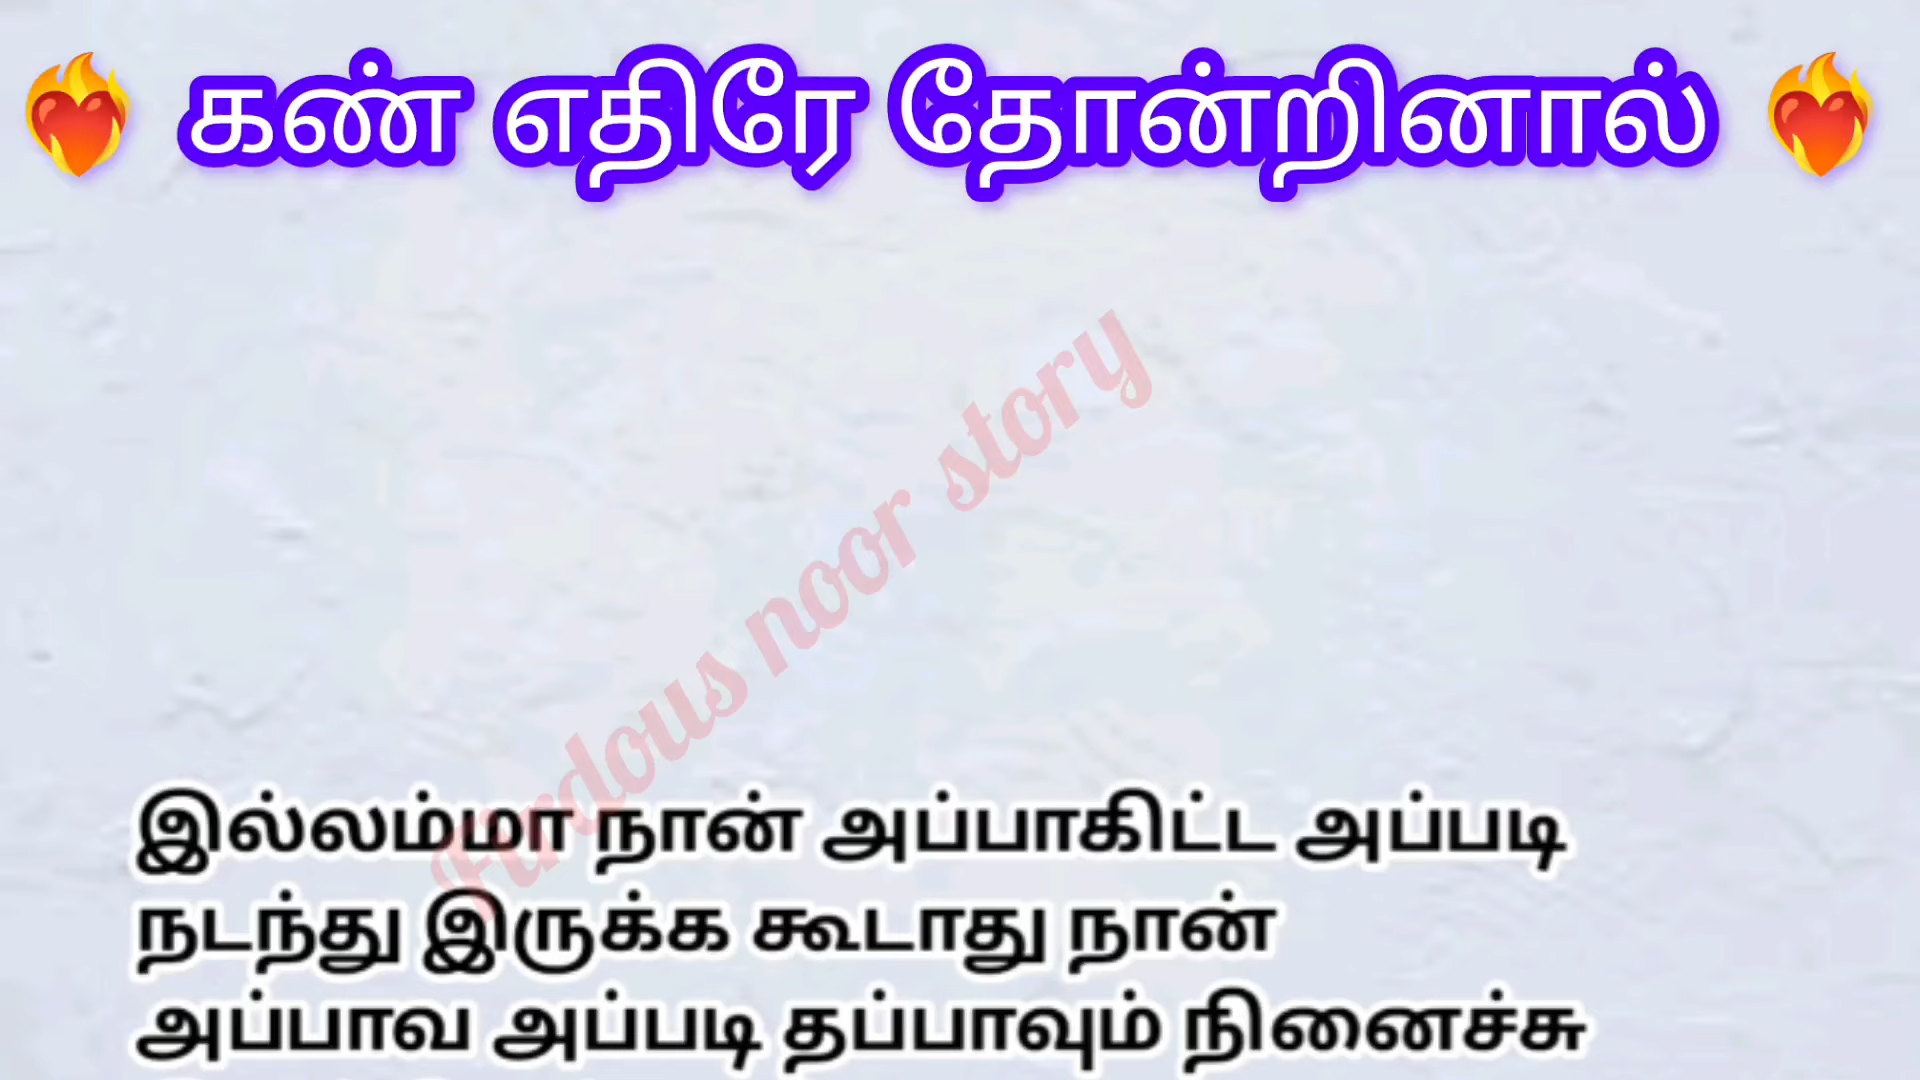 ❤️‍🔥 கண் எதிரே தோன்றினால் ❤️‍🔥
Firdous noor story
இல்லம்மா நான் அப்பாகிட்ட அப்படி
நடந்து இருக்க கூடாது நான்
அப்பாவ அப்படி தப்பாவும் நினைச்சு